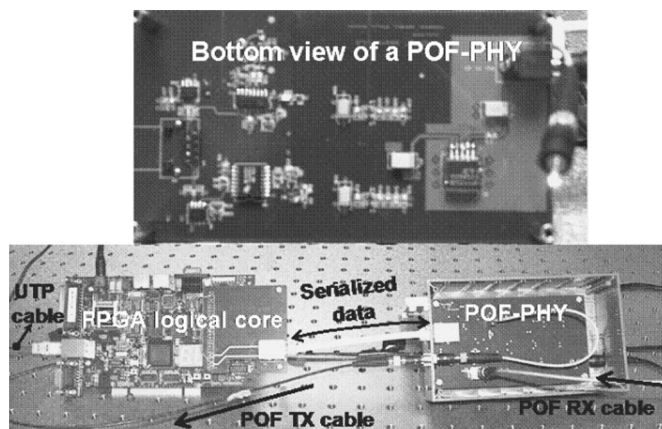 Bottom view of a POF-PHY
UTP
cable
FPGA logical core
Serialized
data
POF-PHY
POF TX cable
POF RX cable